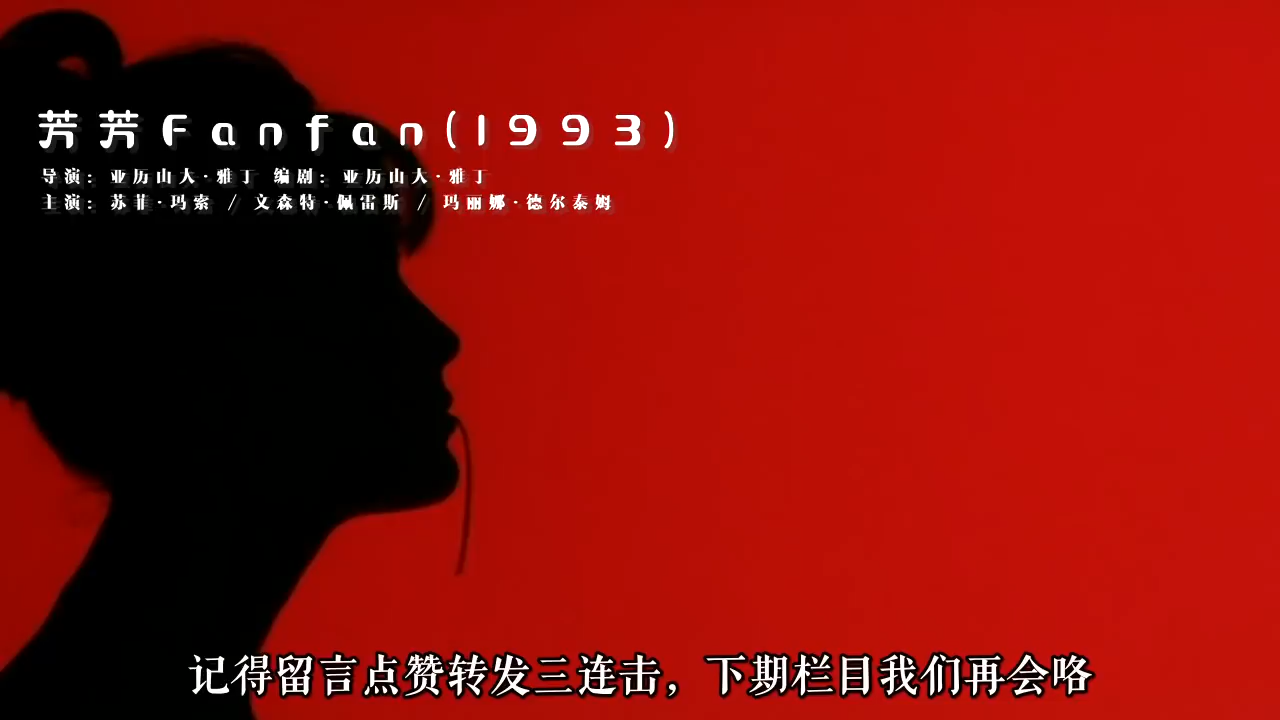 芳芳Fanfan(1993)
导演：亚历山大·雅丁 编剧：亚历山大·雅丁
主演：苏菲·玛索 / 文森特·佩雷斯 / 玛丽娜·德尔泰姆
记得留言点赞转发三连击，下期栏目我们再会咯